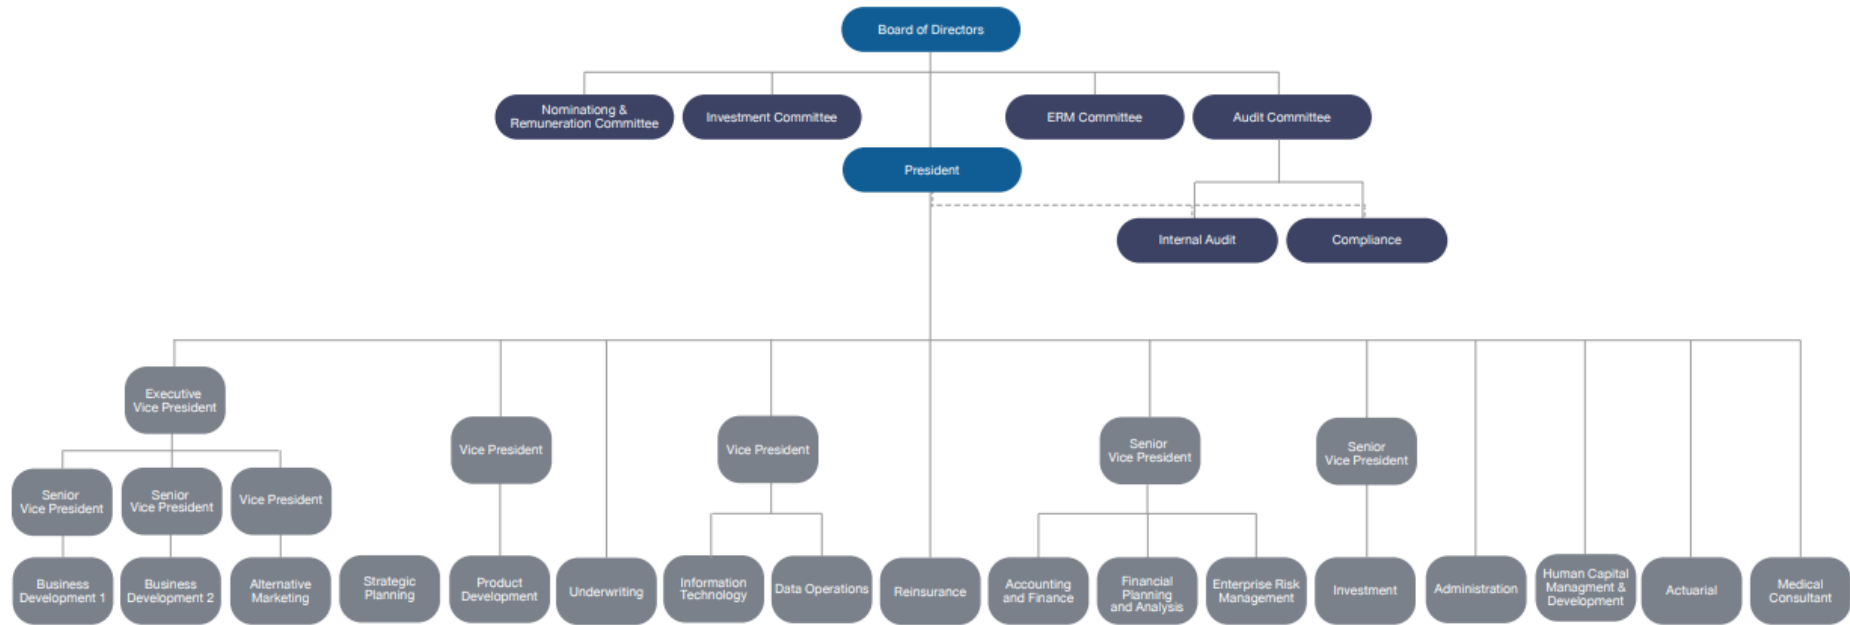 Board of Directors
Nominationg &
Remuneration Committee
Investment Committee
ERM Committee
Audit Committee
President
Internal Audit
Compliance
Executive
Vice President
Vice President
Vice President
Senior
Vice President
Senior
Vice President
Senior
Vice President
Senior
Vice President
Vice President
Business
Development 1
Business
Development 2
Alternative
Marketing
Strategic
Planning
Product
Development
Underwriting
Information
Technology
Data Operations
Reinsurance
Accounting
and Finance
Financial
Planning
and Analysis
Enterprise Risk
Management
Investment
Administration
Human Capital
Managment &
Development
Actuarial
Medical
Consultant